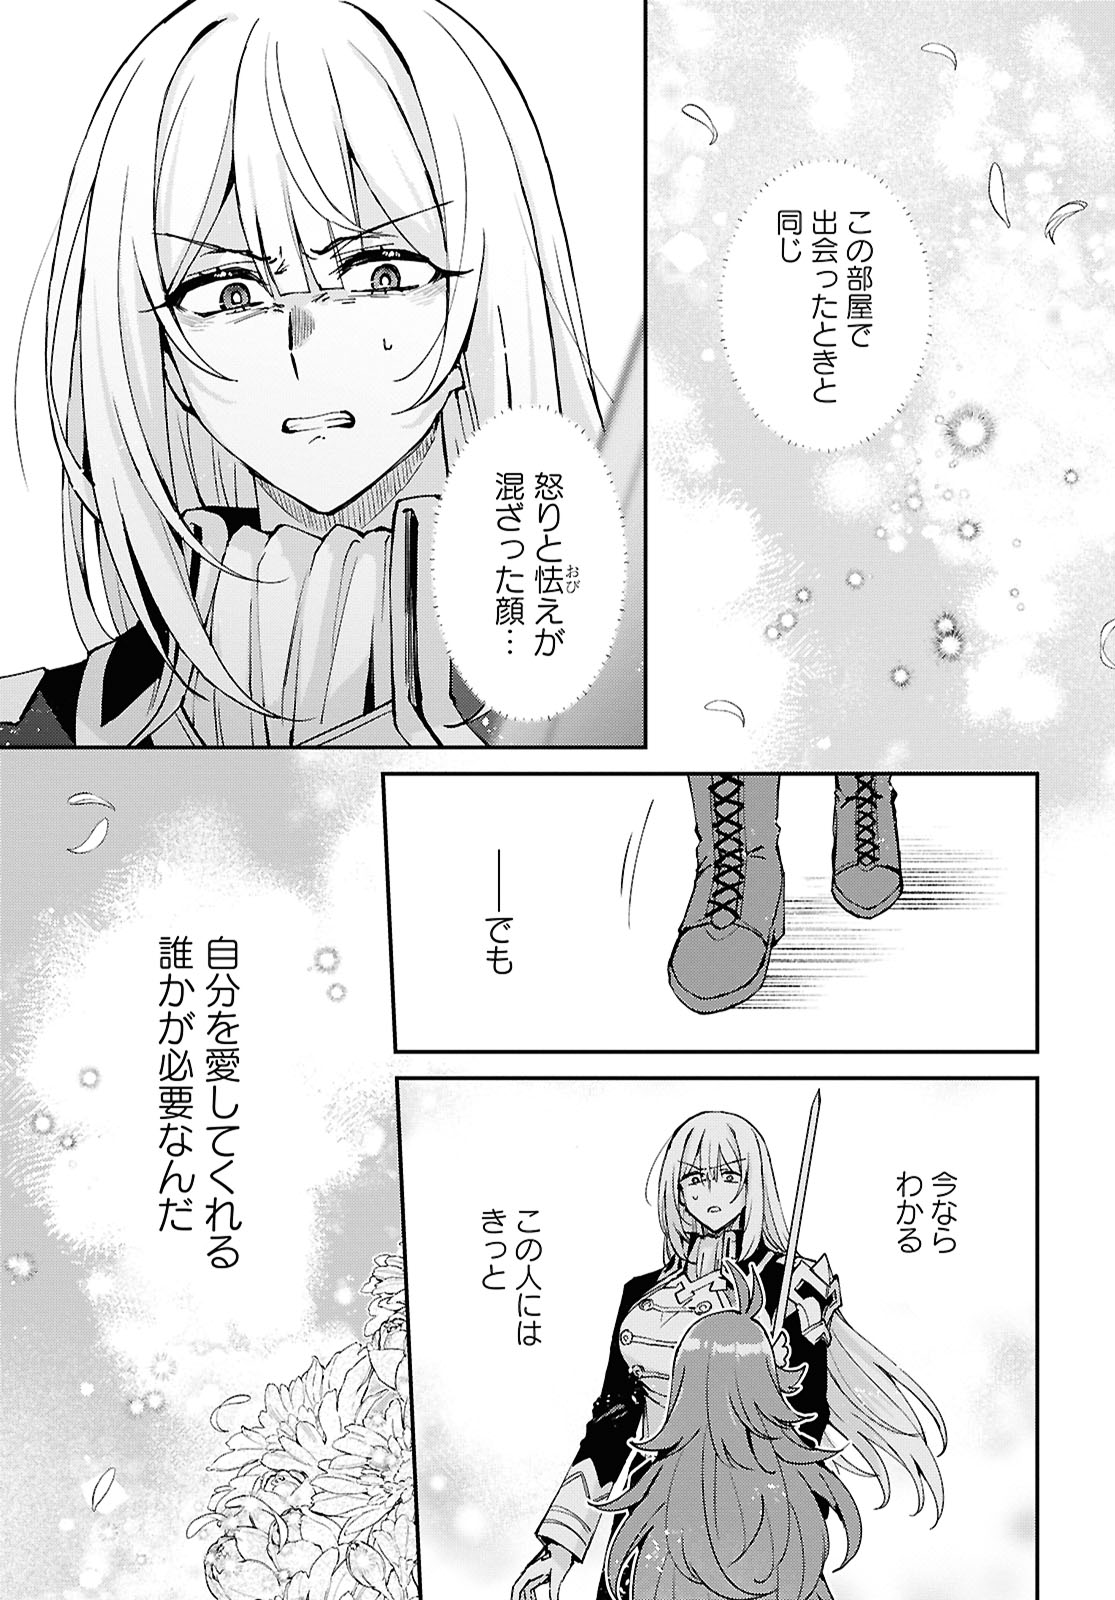 この部屋で
出会ったときと
同じ
怒りと怯えが
おび
混ざった顔…
―でも
今なら
わかる
この人には
きっと
自分を愛してくれる
誰かが必要なんだ